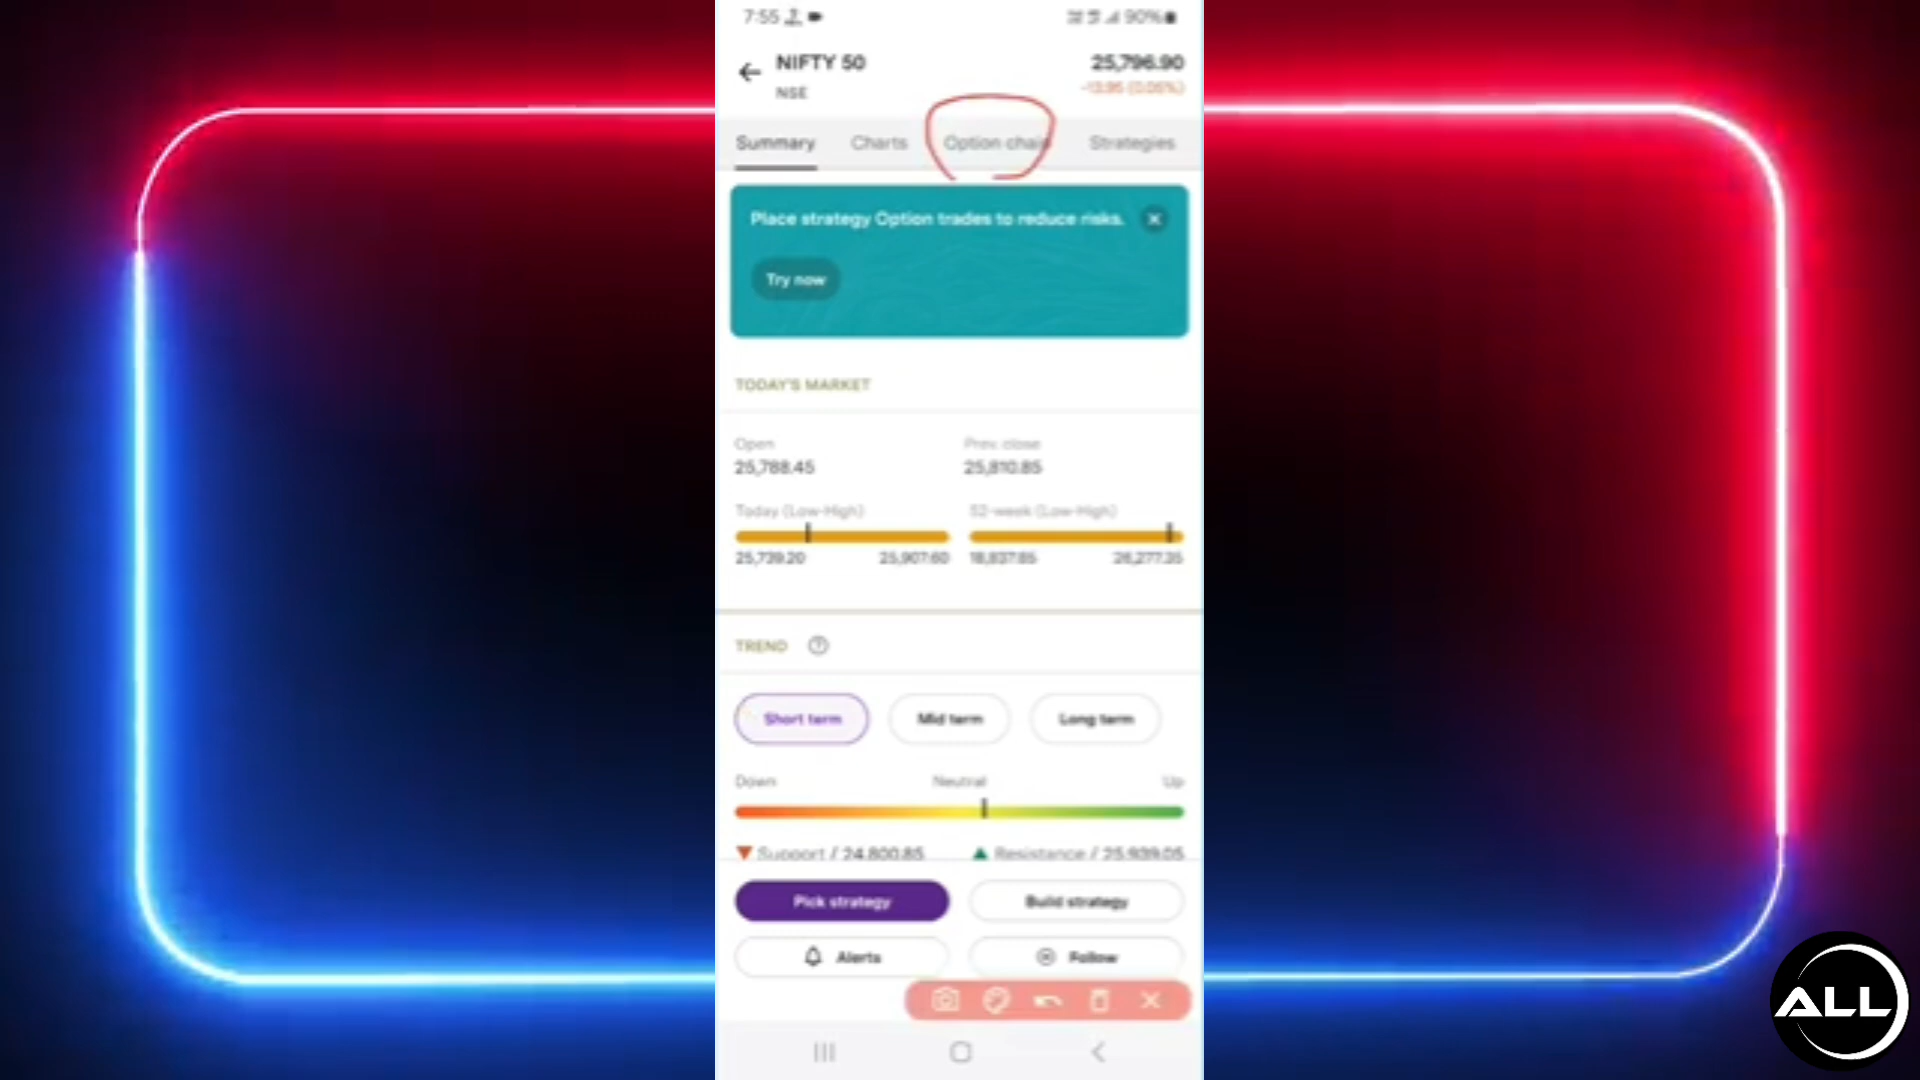 7:55
90%
NIFTY 50
25,796.90
NSE
-13.95 (0.05%)
Summary
Charts
Option chain
Strategies
Place strategy Option trades to reduce risks.
Try now
TODAY'S MARKET
Open
Prev. close
25,788.45
25,810.85
Today (Low-High)
52-week (Low-High)
25,739.20
25,907.60
18,837.85
26,277.35
TREND
Short term
Mid term
Long term
Down
Neutral
Up
Support / 24,800.85
Resistance / 25,939.05
Pick strategy
Build strategy
Alerts
Follow
ALL